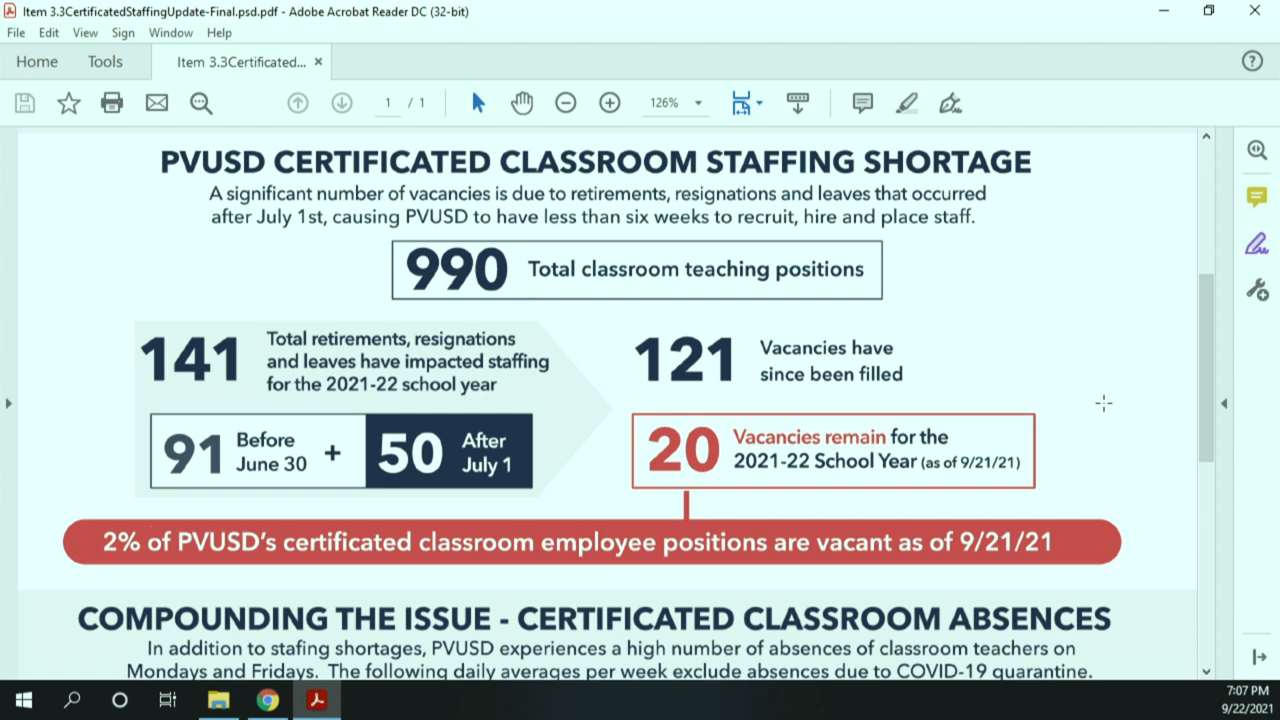 Item 3.3CertificatedStaffingUpdate-Final.psd.pdf - Adobe Acrobat Reader DC (32-bit)
File Edit View Sign Window Help
Home Tools Item 3.3Certificated... ×
1 / 1 126%
PVUSD CERTIFICATED CLASSROOM STAFFING SHORTAGE
A significant number of vacancies is due to retirements, resignations and leaves that occurred
after July 1st, causing PVUSD to have less than six weeks to recruit, hire and place staff.
990 Total classroom teaching positions
141 Total retirements, resignations
and leaves have impacted staffing
for the 2021-22 school year
91 Before
June 30
+
50 After
July 1
121 Vacancies have
since been filled
20 Vacancies remain for the
2021-22 School Year (as of 9/21/21)
2% of PVUSD's certificated classroom employee positions are vacant as of 9/21/21
COMPOUNDING THE ISSUE - CERTIFICATED CLASSROOM ABSENCES
In addition to stafing shortages, PVUSD experiences a high number of absences of classroom teachers on
Mondays and Fridays. The following daily averages per week exclude absences due to COVID-19 quarantine.
7:07 PM
9/22/2021